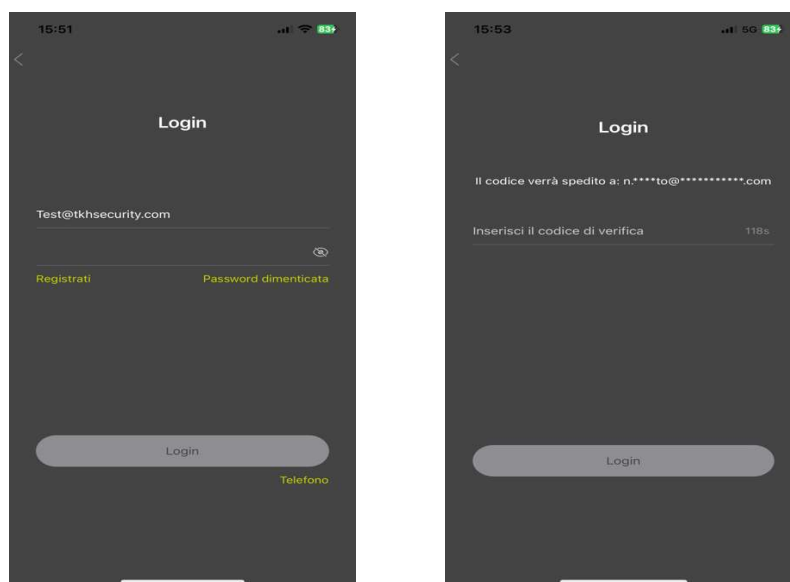 15:51
83
Login
Test@tkhsecurity.com
Registrati Password dimenticata
Login
Telefono
15:53
5G 83
Login
Il codice verrà spedito a: n.****to@***********.com
Inserisci il codice di verifica 118s
Login